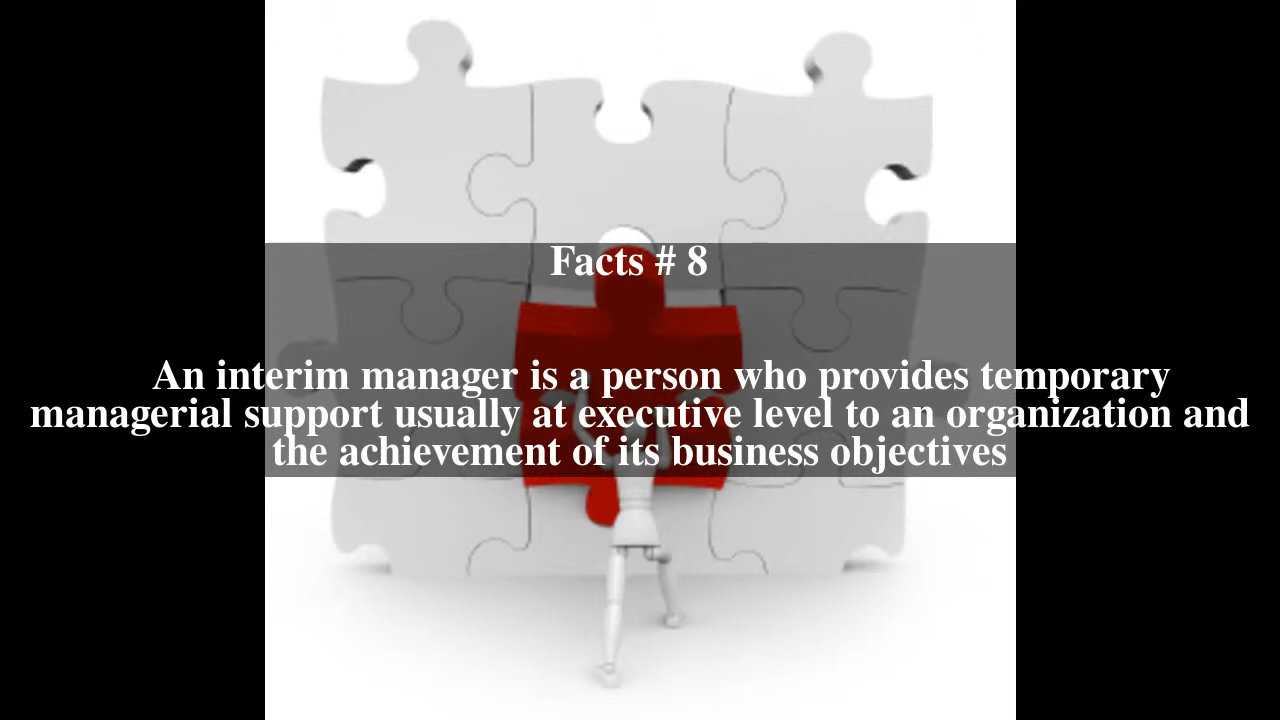 Facts # 8
An interim manager is a person who provides temporary
managerial support usually at executive level to an organization and
the achievement of its business objectives